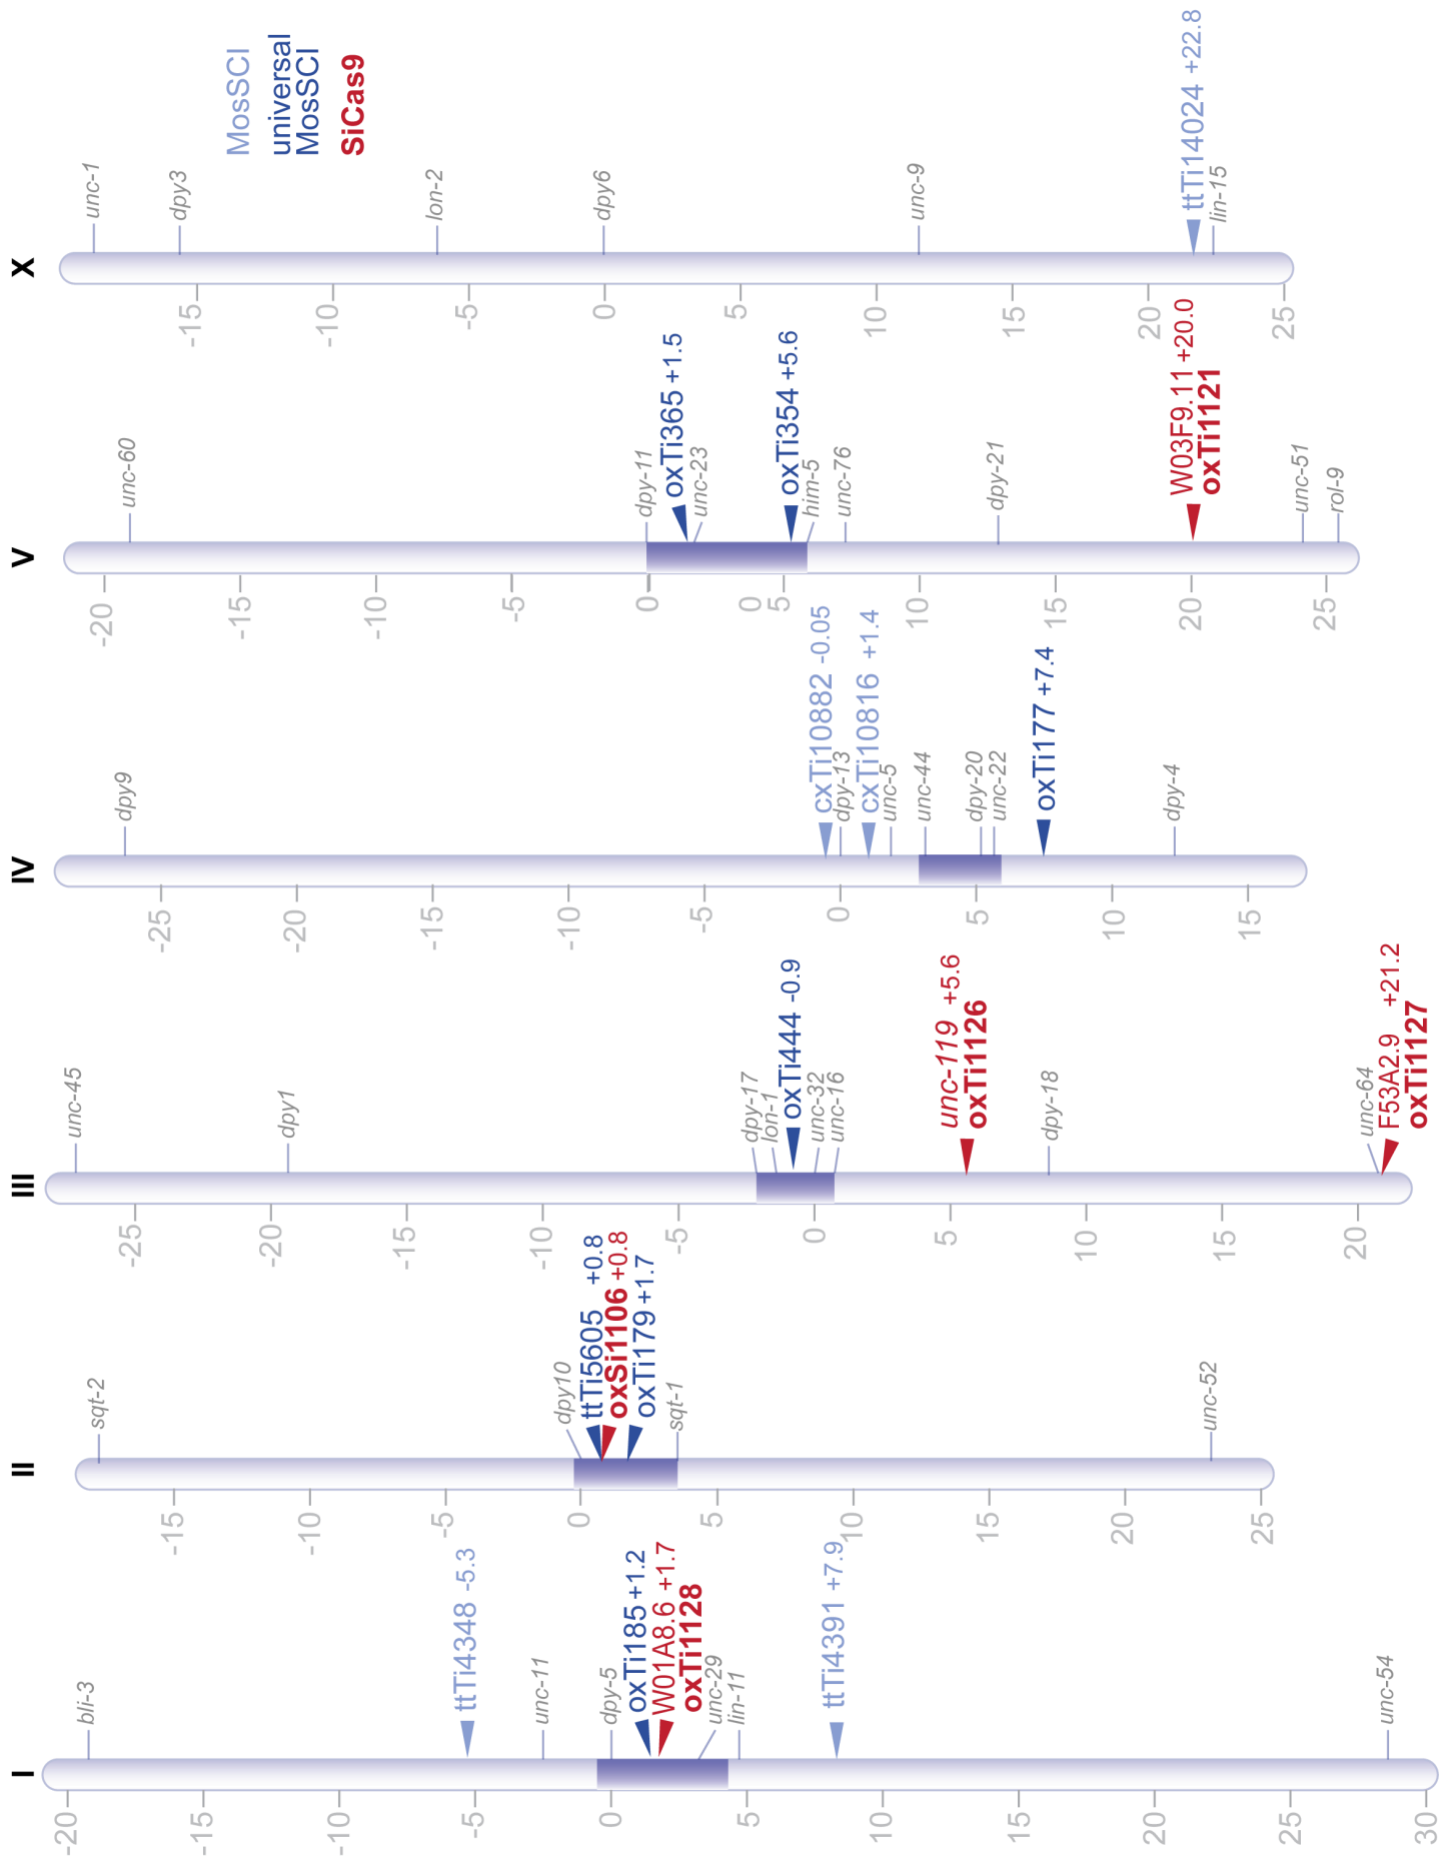 I
bli-3
ttTi4348 -5.3
unc-11
dpy-5
oxTi185 +1.2
W01A8.6 +1.7
oxTi1128
unc-29
lin-11
ttTi4391 +7.9
unc-54
-20
-15
-10
-5
0
5
10
15
20
25
30
II
sqt-2
dpy10
ttTi5605 +0.8
oxSi1106 +0.8
oxTi179 +1.7
sqt-1
unc-52
-15
-10
-5
0
5
10
15
20
25
III
unc-45
dpy1
dpy-17
lon-1
oxTi444 -0.9
unc-32
unc-16
unc-119 +5.6
oxTi1126
dpy-18
unc-64
F53A2.9 +21.2
oxTi1127
-25
-20
-15
-10
-5
0
5
10
15
20
IV
dpy9
cxTi10882 -0.05
dpy-13
cxTi10816 +1.4
unc-5
unc-44
dpy-20
unc-22
oxTi177 +7.4
dpy-4
-25
-20
-15
-10
-5
0
5
10
15
V
unc-60
dpy-11
oxTi365 +1.5
unc-23
oxTi354 +5.6
him-5
unc-76
dpy-21
W03F9.11 +20.0
oxTi1121
unc-51
rol-9
-20
-15
-10
-5
0
0
5
10
15
20
25
X
unc-1
dpy3
lon-2
dpy6
unc-9
ttTi14024 +22.8
lin-15
-15
-10
-5
0
5
10
15
20
25
MosSCI
universal
MosSCI
SiCas9